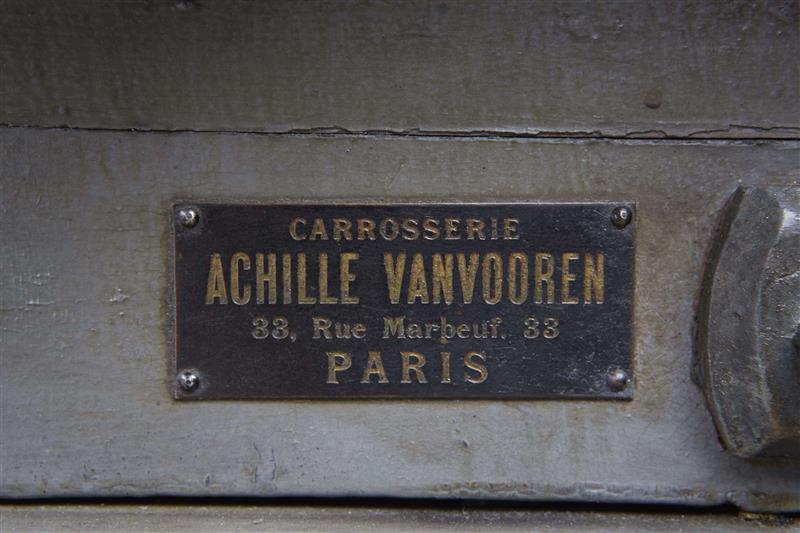 CARROSSERIE
ACHILLE VANVOOREN
33, Rue Marbeuf, 33
PARIS